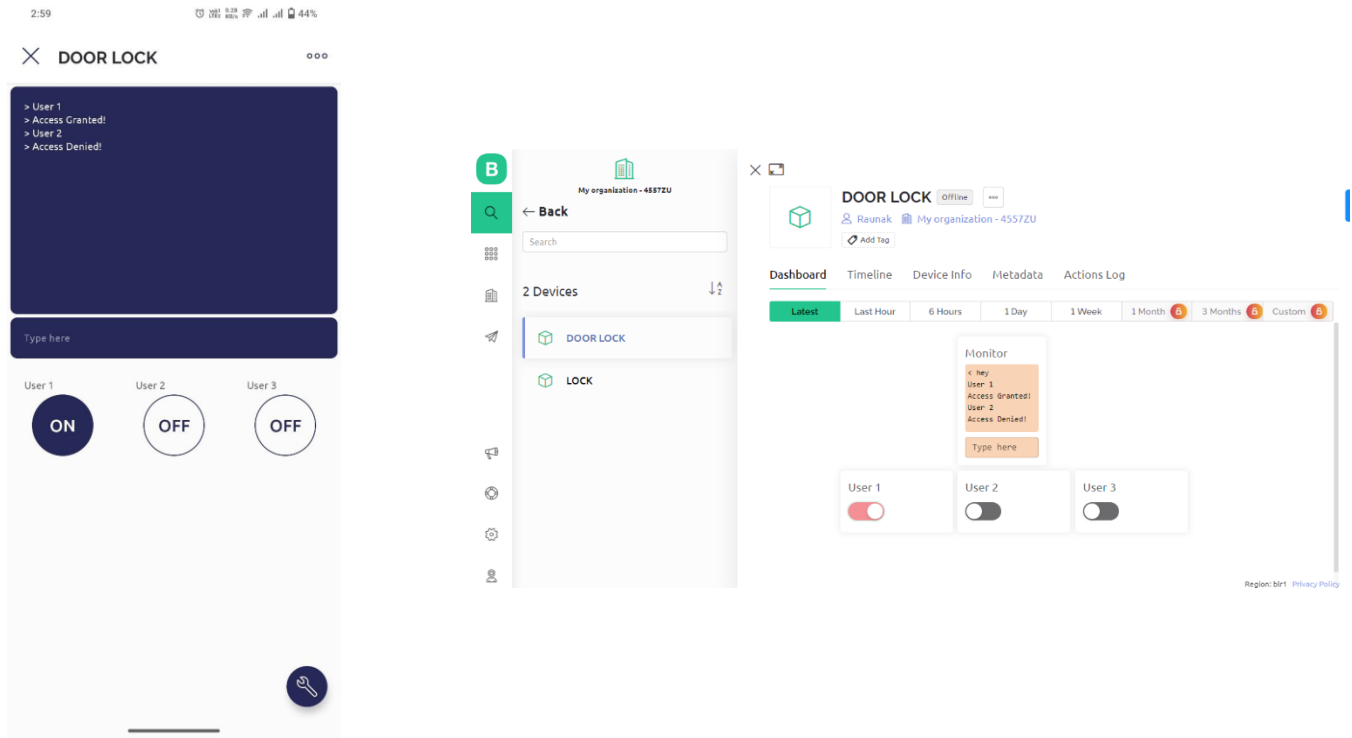 2:59
44%
DOOR LOCK
> User 1
> Access Granted!
> User 2
> Access Denied!
Type here
User 1 User 2 User 3
ON OFF OFF
B
My organization - 4557ZU
← Back
Search
2 Devices
DOOR LOCK
LOCK
DOOR LOCK Offline
Raunak My organization - 4557ZU
Add Tag
Dashboard Timeline Device Info Metadata Actions Log
Latest Last Hour 6 Hours 1 Day 1 Week 1 Month 3 Months Custom
Monitor
< hey
User 1
Access Granted!
User 2
Access Denied!
Type here
User 1 User 2 User 3
Region: blr1 Privacy Policy